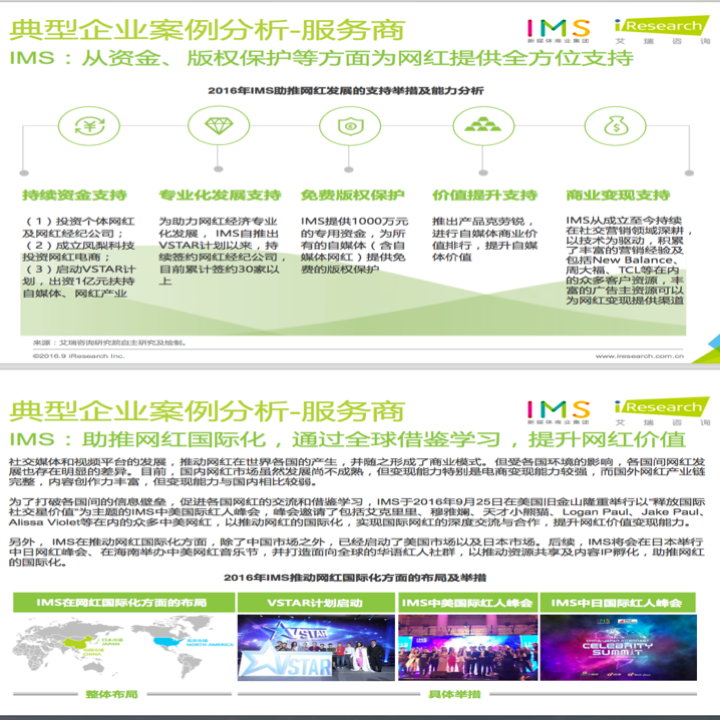 典型企业案例分析-服务商
IMS
新媒体商业集团
iResearch
艾瑞咨询
IMS：从资金、版权保护等方面为网红提供全方位支持
2016年IMS助推网红发展的支持举措及能力分析
持续资金支持
（1）投资个体网红
及网红经纪公司；
（2）成立凤梨科技
投资网红电商；
（3）启动VSTAR计
划，出资1亿元扶持
自媒体、网红产业
专业化发展支持
为助力网红经济专业
化发展，IMS自推出
VSTAR计划以来，持
续签约网红经纪公司，
目前累计签约30家以
上
免费版权保护
IMS提供1000万元
的专用资金，为所
有的自媒体（含自
媒体网红）提供免
费的版权保护
价值提升支持
推出产品克劳锐，
进行自媒体商业价
值排行，提升自媒
体价值
商业变现支持
IMS从成立至今持续
在社交营销领域深耕，
以技术为驱动，积累
了丰富的营销经验及
包括New Balance、
周大福、TCL等在内
的众多客户资源，丰
富的广告主资源可以
为网红变现提供渠道
来源：艾瑞咨询研究院自主研究及绘制。
©2016.9 iResearch Inc.
www.iresearch.com.cn
典型企业案例分析-服务商
IMS
新媒体商业集团
iResearch
艾瑞咨询
IMS：助推网红国际化，通过全球借鉴学习，提升网红价值
社交媒体和视频平台的发展，推动网红在世界各国的产生，并随之形成了商业模式。但受各国环境的影响，各国间网红发
展也存在明显的差异。目前，国内网红市场虽然发展尚不成熟，但变现能力特别是电商变现能力较强，而国外网红产业链
完整，内容创作力丰富，但变现能力与国内相比较弱。
为了打破各国间的信息壁垒，促进各国网红的交流和借鉴学习，IMS于2016年9月25日在美国旧金山隆重举行以“释放国际
社交星价值”为主题的IMS中美国际红人峰会，峰会邀请了包括艾克里里、穆雅斓、天才小熊猫、Logan Paul、Jake Paul、
Alissa Violet等在内的众多中美网红，以推动网红的国际化，实现国际网红的深度交流与合作，提升网红价值变现能力。
另外， IMS在推动网红国际化方面，除了中国市场之外，已经启动了美国市场以及日本市场。后续，IMS将会在日本举行
中日网红峰会、在海南举办中美网红音乐节，并打造面向全球的华语红人社群，以推动资源共享及内容IP孵化，助推网红
的国际化。
2016年IMS推动网红国际化方面的布局及举措
IMS在网红国际化方面的布局
VSTAR计划启动
IMS中美国际红人峰会
IMS中日国际红人峰会
JAPAN
CHINA
NORTH AMERICA
VSTAR
VSTAR
CELEBRITY
SUMMIT
整体布局
具体举措